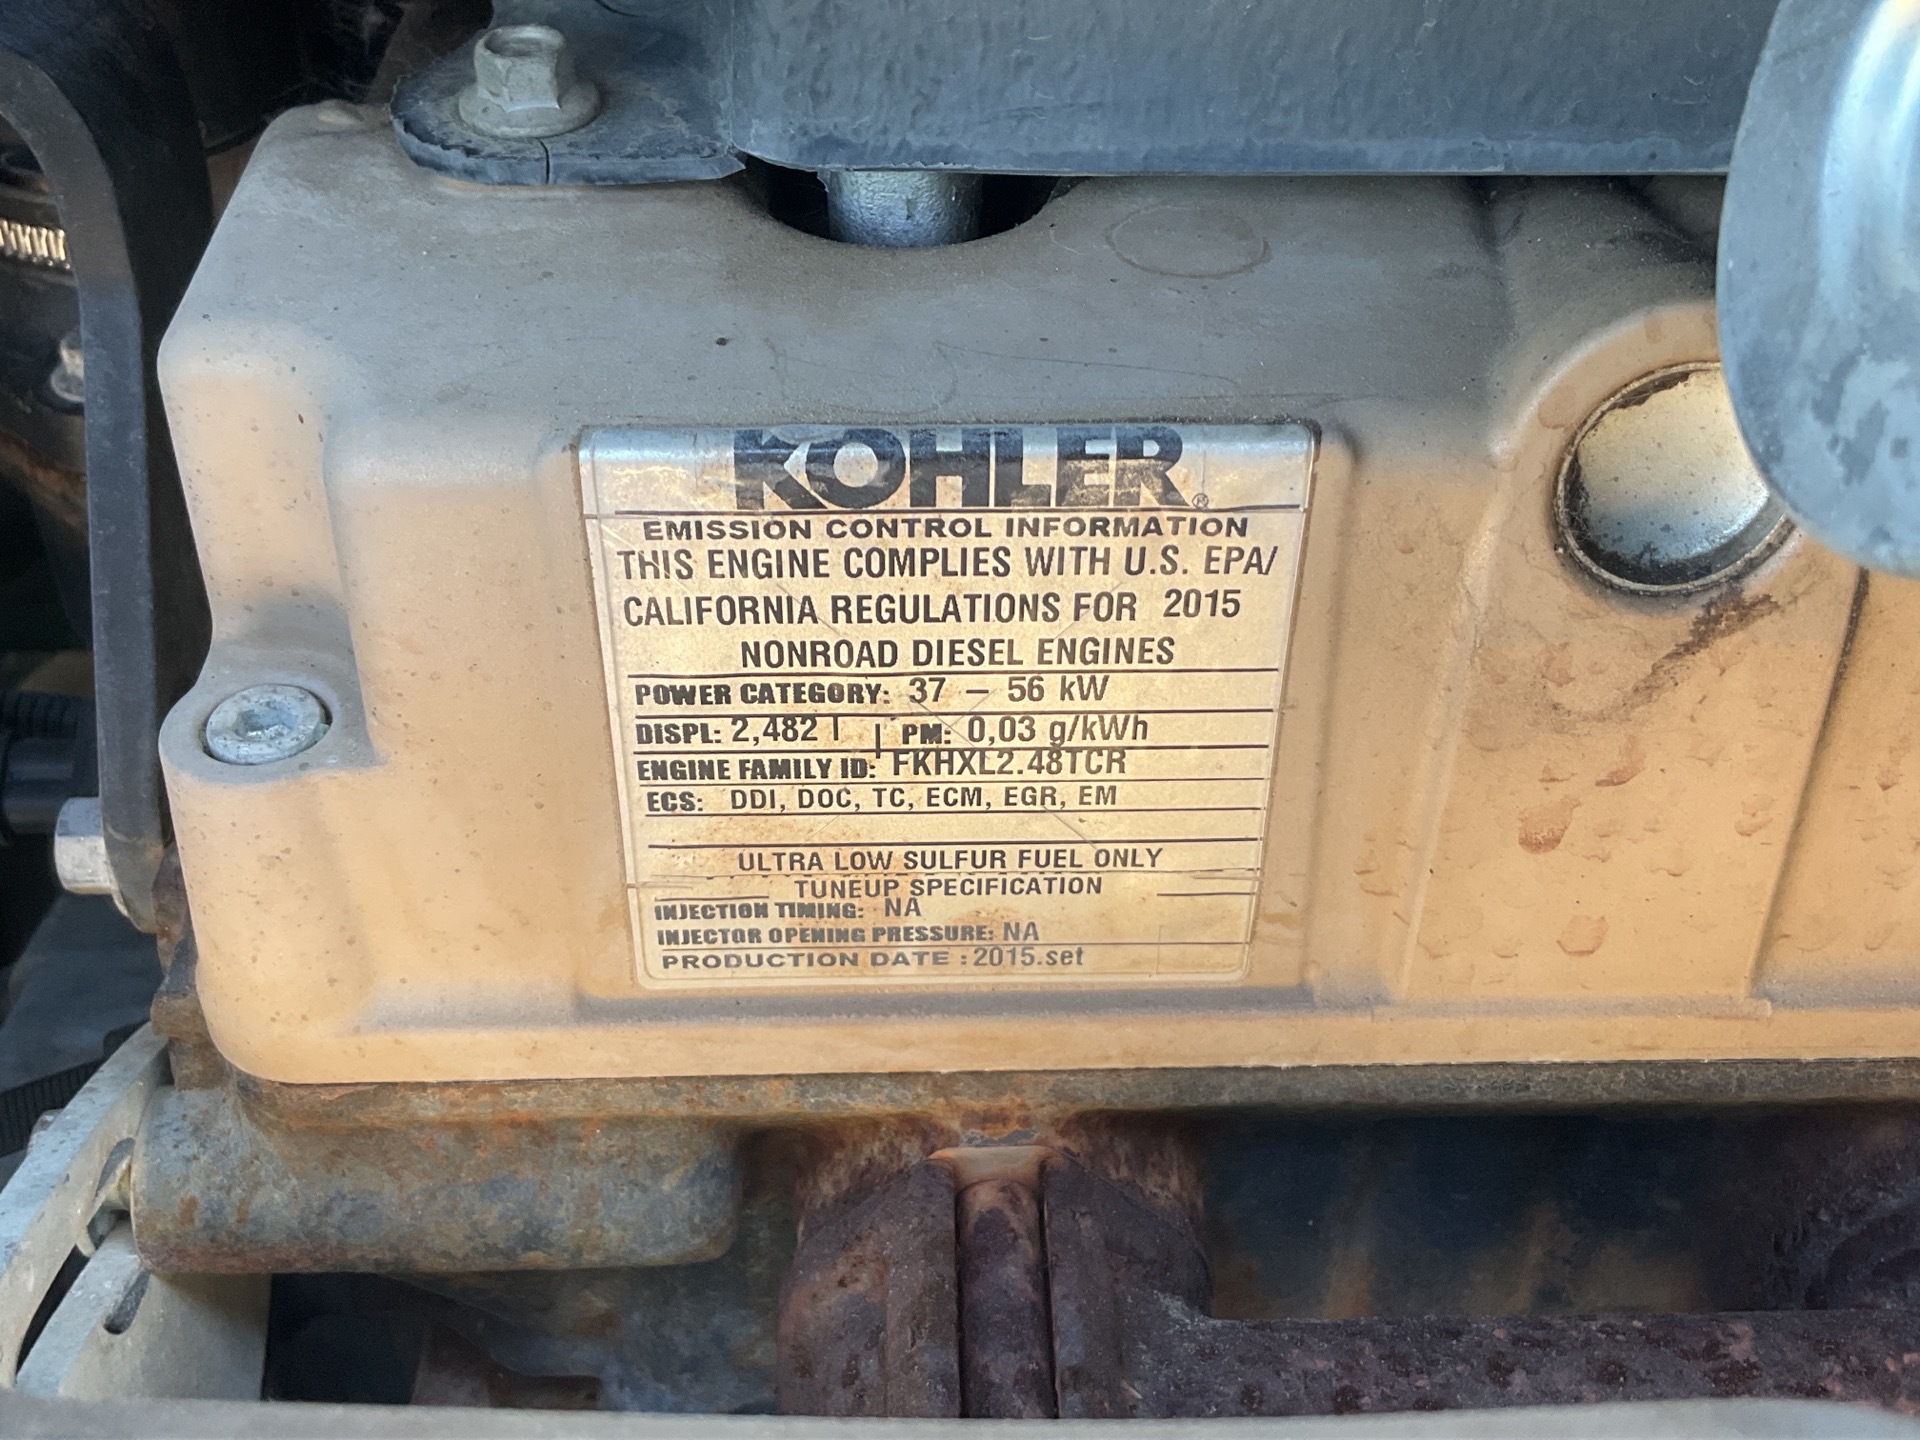 KOHLER®
EMISSION CONTROL INFORMATION
THIS ENGINE COMPLIES WITH U.S. EPA/
CALIFORNIA REGULATIONS FOR 2015
NONROAD DIESEL ENGINES
POWER CATEGORY: 37 – 56 kW
DISPL: 2,482 l | PM: 0,03 g/kWh
ENGINE FAMILY ID: FKHXL2.48TCR
ECS: DDI, DOC, TC, ECM, EGR, EM
ULTRA LOW SULFUR FUEL ONLY
TUNEUP SPECIFICATION
INJECTION TIMING: NA
INJECTOR OPENING PRESSURE: NA
PRODUCTION DATE : 2015.set